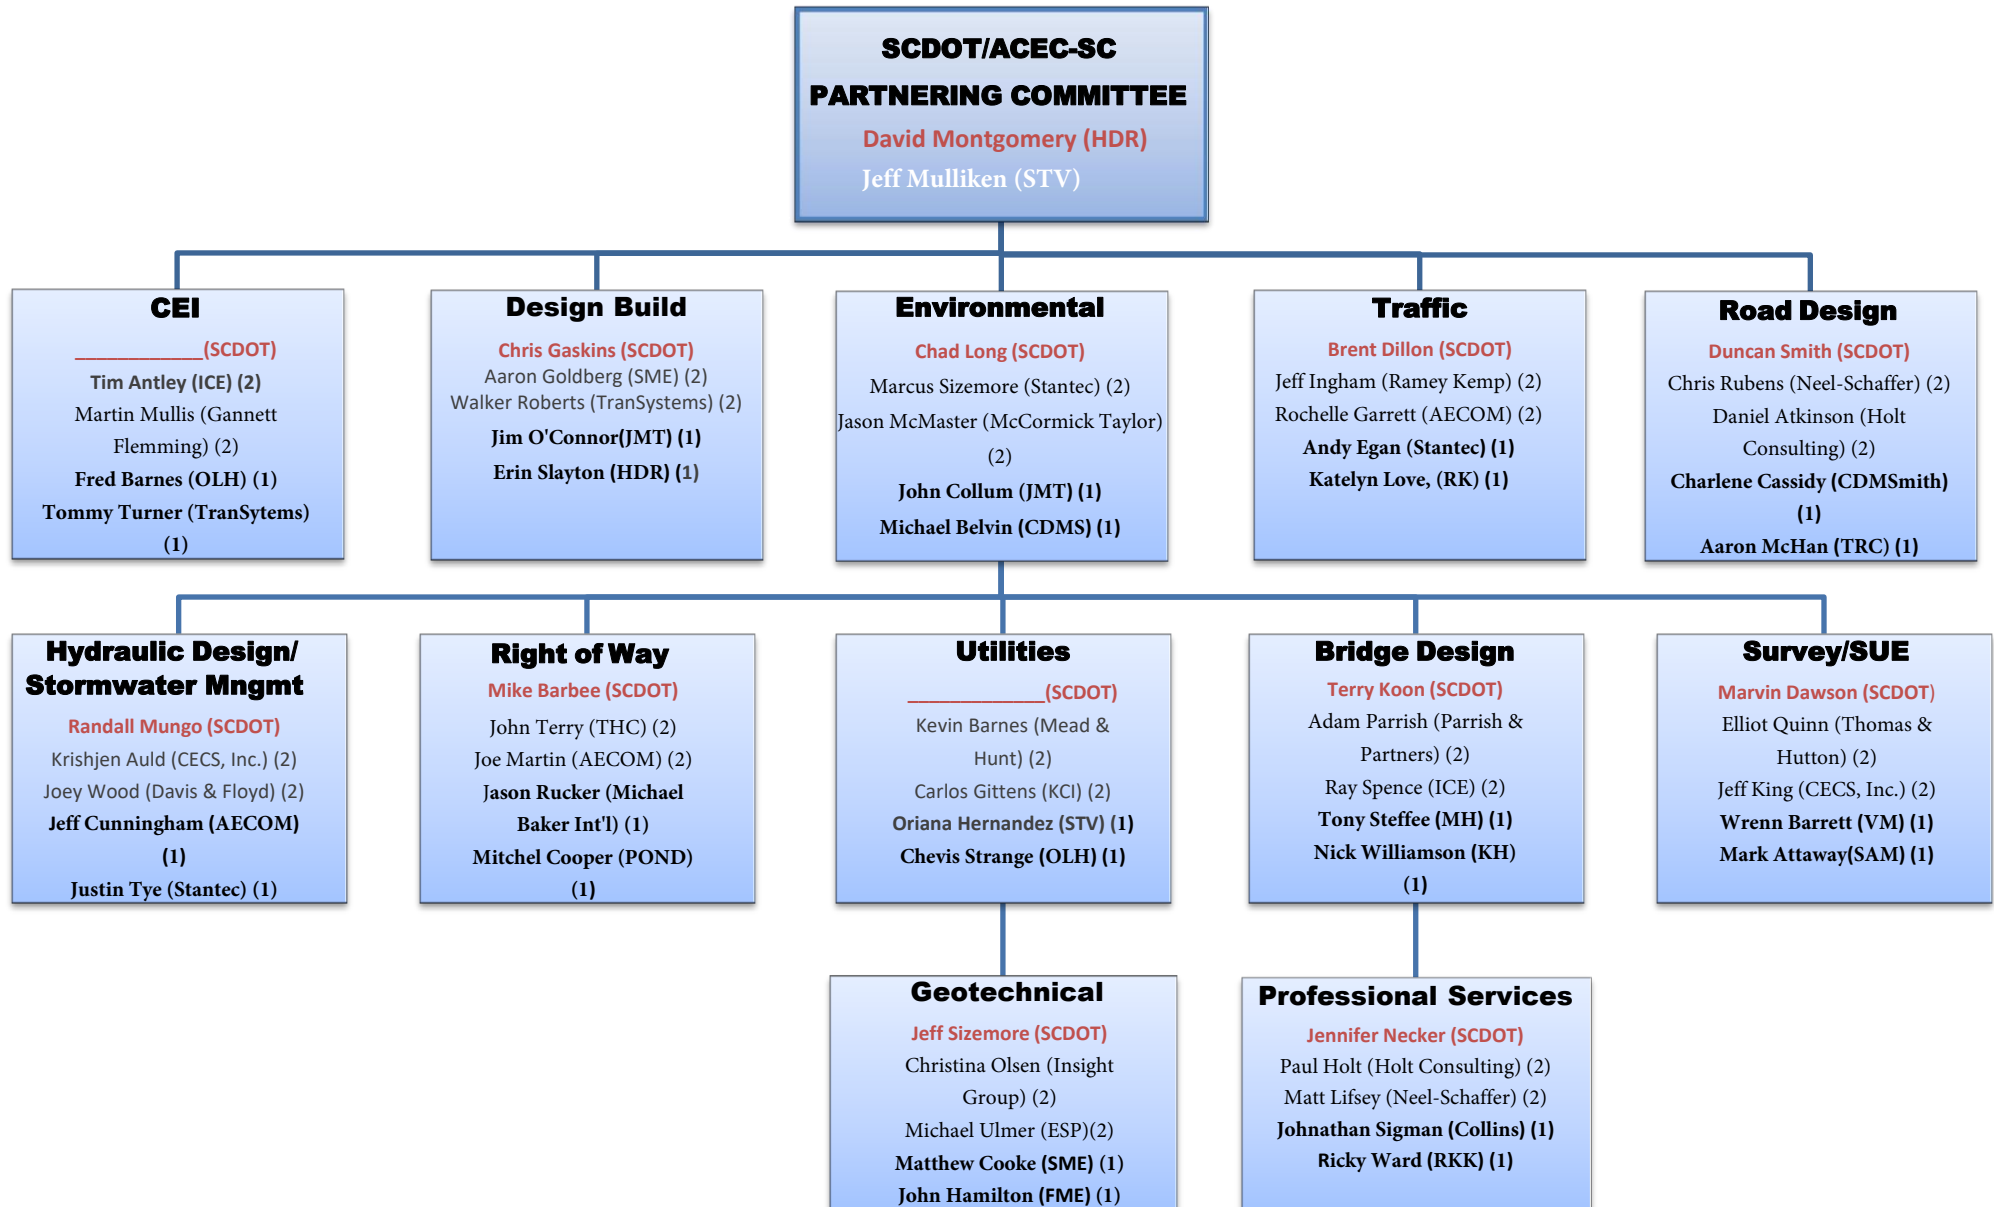 SCDOT/ACEC-SC
PARTNERING COMMITTEE
David Montgomery (HDR)
Jeff Mulliken (STV)
CEI
____________(SCDOT)
Tim Antley (ICE) (2)
Martin Mullis (Gannett
Flemming) (2)
Fred Barnes (OLH) (1)
Tommy Turner (TranSytems)
(1)
Design Build
Chris Gaskins (SCDOT)
Aaron Goldberg (SME) (2)
Walker Roberts (TranSystems) (2)
Jim O'Connor(JMT) (1)
Erin Slayton (HDR) (1)
Environmental
Chad Long (SCDOT)
Marcus Sizemore (Stantec) (2)
Jason McMaster (McCormick Taylor)
(2)
John Collum (JMT) (1)
Michael Belvin (CDMS) (1)
Traffic
Brent Dillon (SCDOT)
Jeff Ingham (Ramey Kemp) (2)
Rochelle Garrett (AECOM) (2)
Andy Egan (Stantec) (1)
Katelyn Love, (RK) (1)
Road Design
Duncan Smith (SCDOT)
Chris Rubens (Neel-Schaffer) (2)
Daniel Atkinson (Holt
Consulting) (2)
Charlene Cassidy (CDMSmith)
(1)
Aaron McHan (TRC) (1)
Hydraulic Design/
Stormwater Mngmt
Randall Mungo (SCDOT)
Krishjen Auld (CECS, Inc.) (2)
Joey Wood (Davis & Floyd) (2)
Jeff Cunningham (AECOM)
(1)
Justin Tye (Stantec) (1)
Right of Way
Mike Barbee (SCDOT)
John Terry (THC) (2)
Joe Martin (AECOM) (2)
Jason Rucker (Michael
Baker Int'l) (1)
Mitchel Cooper (POND)
(1)
Utilities
_____________(SCDOT)
Kevin Barnes (Mead &
Hunt) (2)
Carlos Gittens (KCI) (2)
Oriana Hernandez (STV) (1)
Chevis Strange (OLH) (1)
Bridge Design
Terry Koon (SCDOT)
Adam Parrish (Parrish &
Partners) (2)
Ray Spence (ICE) (2)
Tony Steffee (MH) (1)
Nick Williamson (KH)
(1)
Survey/SUE
Marvin Dawson (SCDOT)
Elliot Quinn (Thomas &
Hutton) (2)
Jeff King (CECS, Inc.) (2)
Wrenn Barrett (VM) (1)
Mark Attaway(SAM) (1)
Geotechnical
Jeff Sizemore (SCDOT)
Christina Olsen (Insight
Group) (2)
Michael Ulmer (ESP)(2)
Matthew Cooke (SME) (1)
John Hamilton (FME) (1)
Professional Services
Jennifer Necker (SCDOT)
Paul Holt (Holt Consulting) (2)
Matt Lifsey (Neel-Schaffer) (2)
Johnathan Sigman (Collins) (1)
Ricky Ward (RKK) (1)